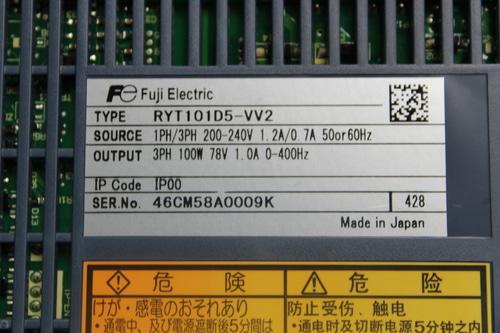 Fe Fuji Electric
TYPE RYT101D5-VV2
SOURCE 1PH/3PH 200-240V 1.2A/0.7A 50or60Hz
OUTPUT 3PH 100W 78V 1.0A 0-400Hz
IP Code IP00
SER.No. 46CM58A0009K 428
Made in Japan
危険
けが・感電のおそれあり
・通電中、及び電源遮断後5分間は
危险
防止受伤、触电
・通电时及切断电源5分钟之内